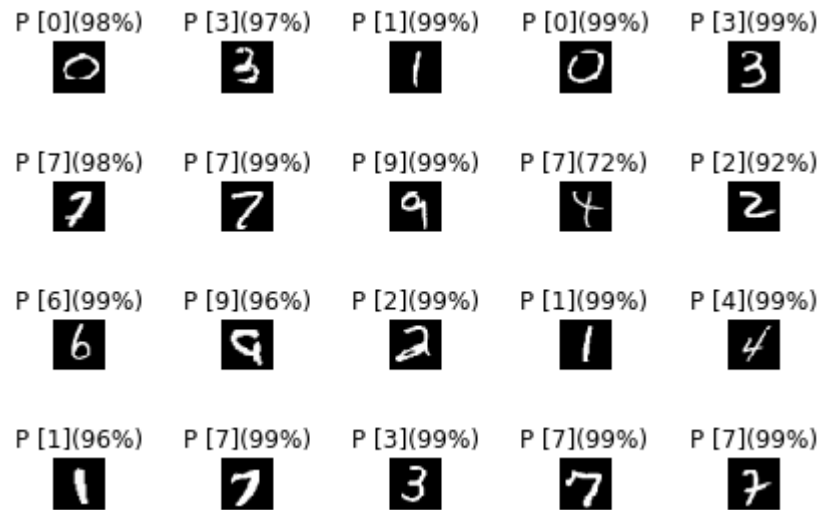 P [0](98%) P [3](97%) P [1](99%) P [0](99%) P [3](99%)
0 3 1 0 3
P [7](98%) P [7](99%) P [9](99%) P [7](72%) P [2](92%)
7 7 9 4 2
P [6](99%) P [9](96%) P [2](99%) P [1](99%) P [4](99%)
6 9 2 1 4
P [1](96%) P [7](99%) P [3](99%) P [7](99%) P [7](99%)
1 7 3 7 7